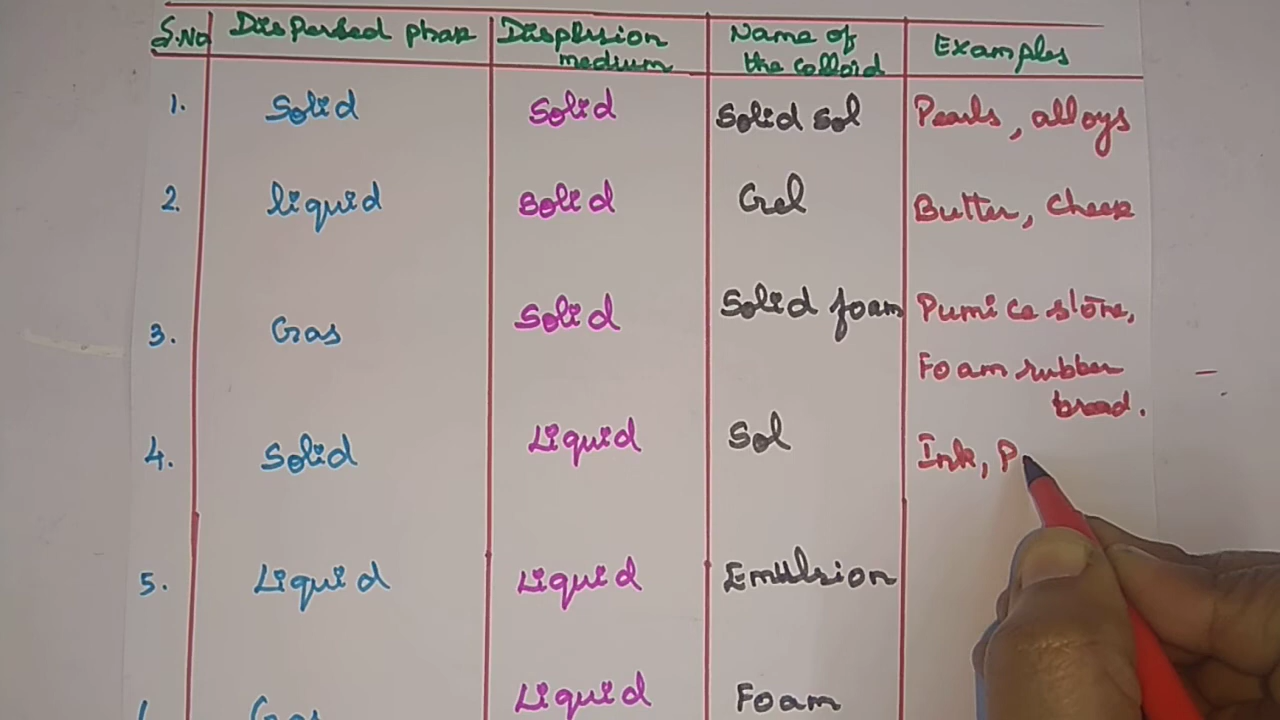 S.No Dispersed phase Dispersion medium Name of the colloid Examples
1. Solid Solid Solid sol Pearls, alloys
2. liquid Solid Gel Butter, cheese
3. Gas Solid Solid foam Pumice stone,
Foam rubber
bread.
4. Solid Liquid Sol Ink, P
5. Liquid Liquid Emulsion
Gas Liquid Foam